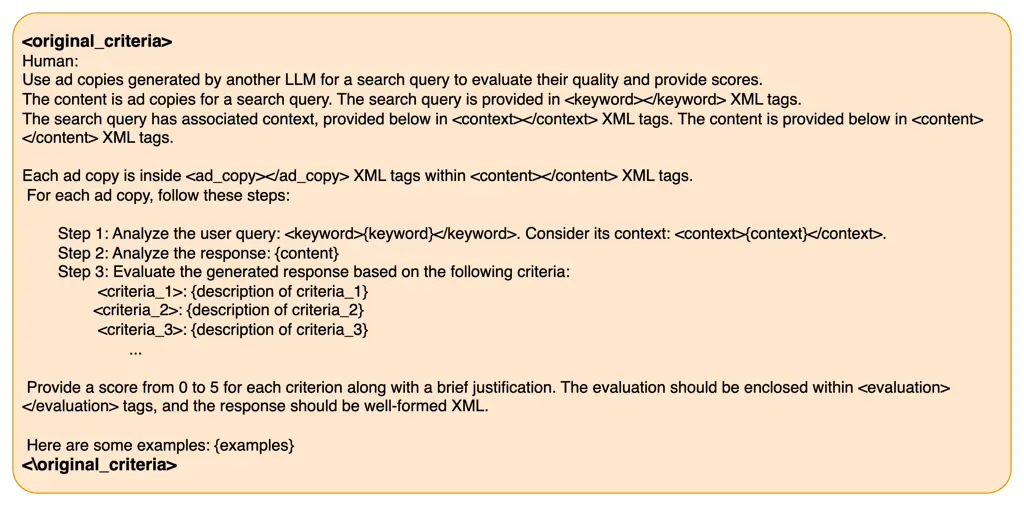 <original_criteria>
Human:
Use ad copies generated by another LLM for a search query to evaluate their quality and provide scores.
The content is ad copies for a search query. The search query is provided in <keyword></keyword> XML tags.
The search query has associated context, provided below in <context></context> XML tags. The content is provided below in <content>
</content> XML tags.
Each ad copy is inside <ad_copy></ad_copy> XML tags within <content></content> XML tags.
For each ad copy, follow these steps:
Step 1: Analyze the user query: <keyword>{keyword}</keyword>. Consider its context: <context>{context}</context>.
Step 2: Analyze the response: {content}
Step 3: Evaluate the generated response based on the following criteria:
<criteria_1>: {description of criteria_1}
<criteria_2>: {description of criteria_2}
<criteria_3>: {description of criteria_3}
...
Provide a score from 0 to 5 for each criterion along with a brief justification. The evaluation should be enclosed within <evaluation>
</evaluation> tags, and the response should be well-formed XML.
Here are some examples: {examples}
<\original_criteria>